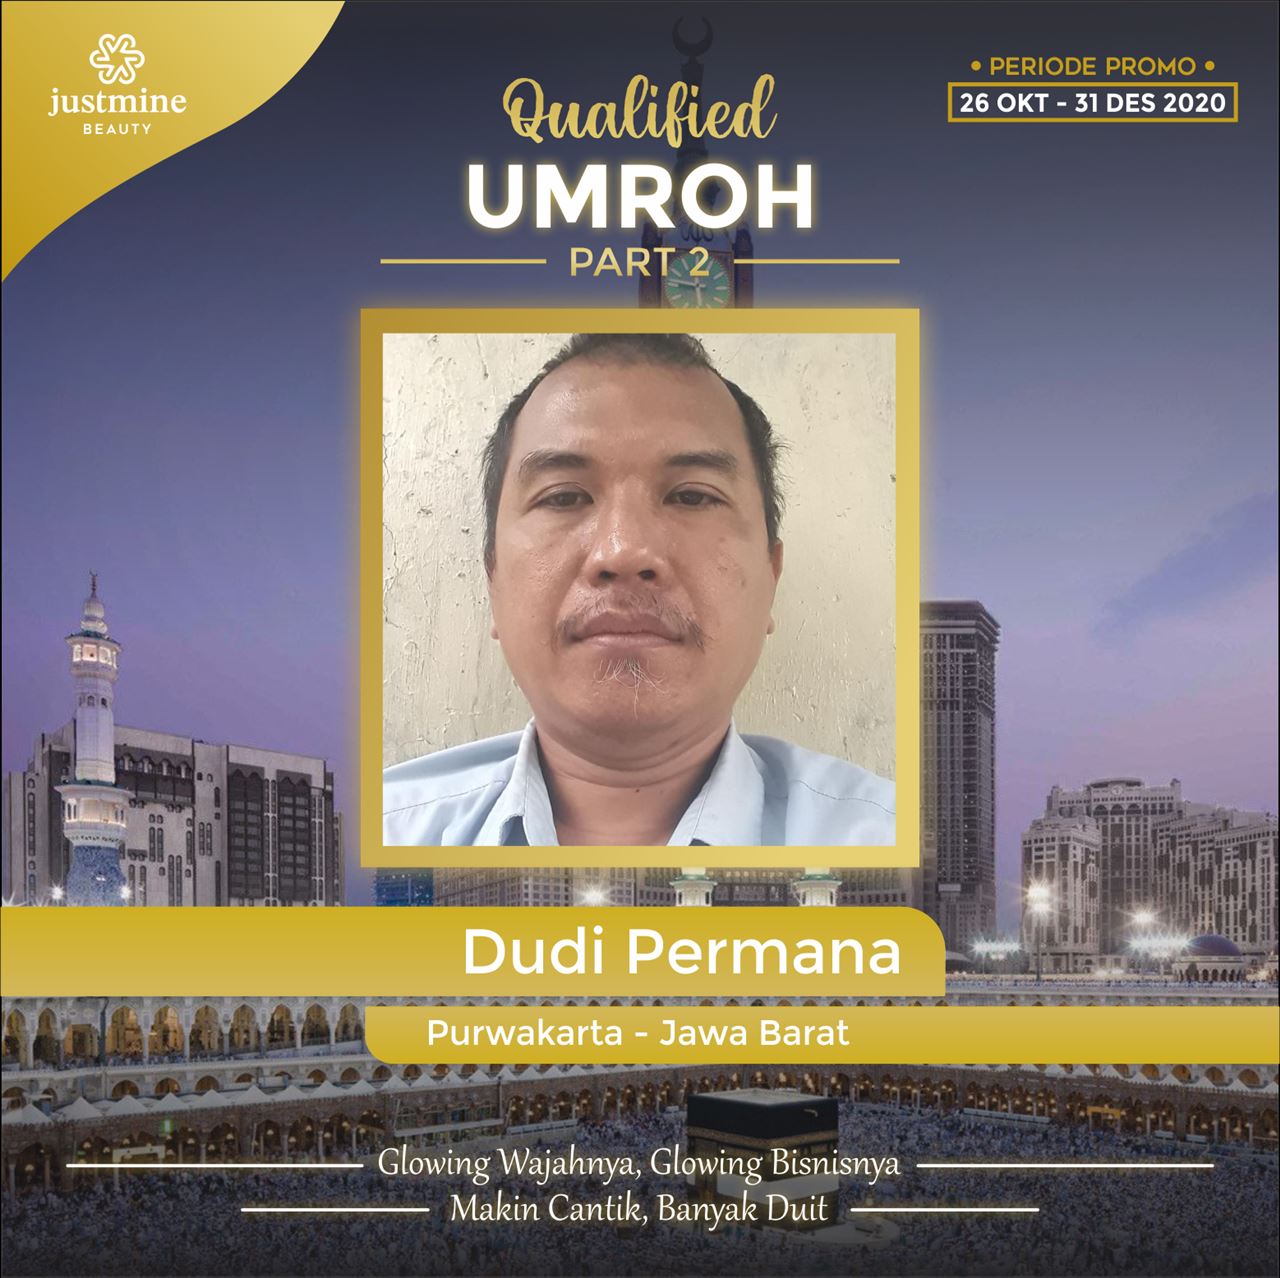 justmine
BEAUTY
• PERIODE PROMO •
26 OKT - 31 DES 2020
Qualified
UMROH
PART 2
Dudi Permana
Purwakarta - Jawa Barat
Glowing Wajahnya, Glowing Bisnisnya
Makin Cantik, Banyak Duit